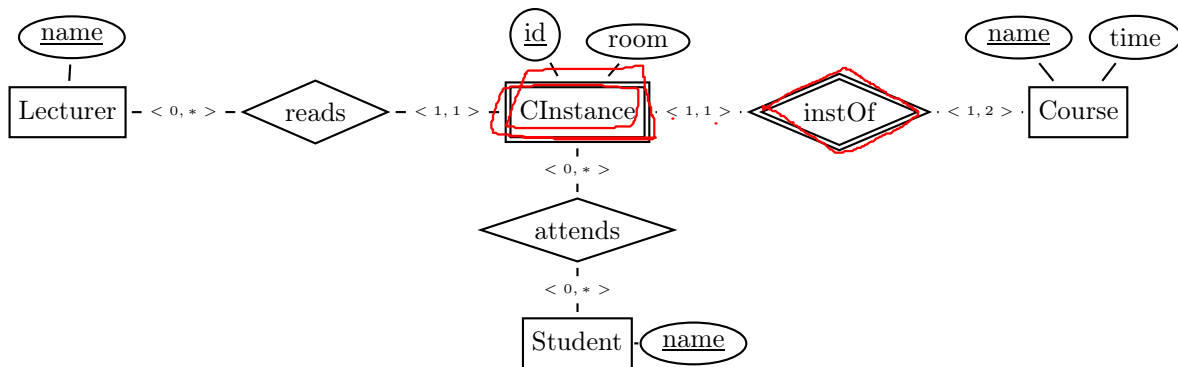 name id room name time
Lecturer < 0, * > reads < 1, 1 > CInstance < 1, 1 > instOf < 1, 2 > Course
< 0, * >
attends
< 0, * >
Student name